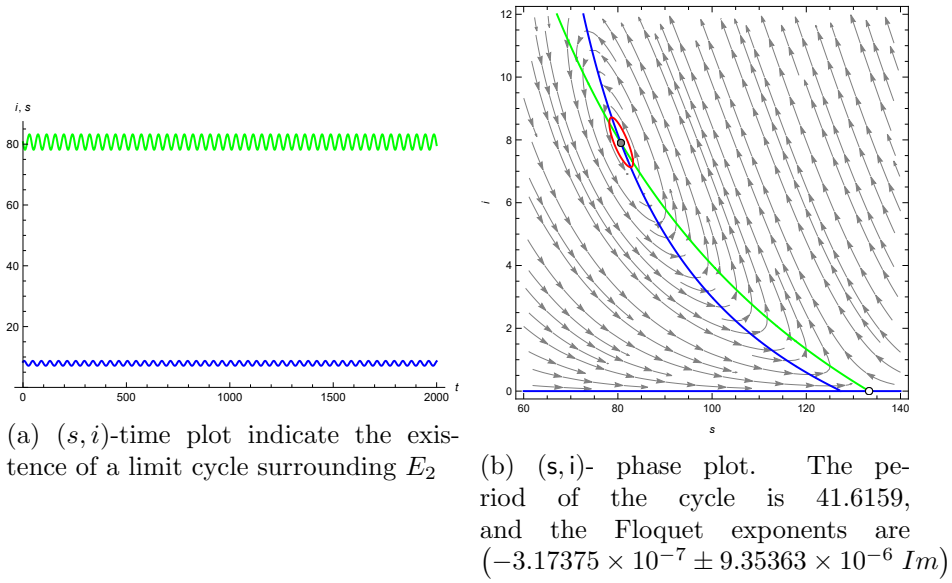 i, s
80
60
40
20
0
500
1000
1500
2000
t
(a) (s, i)-time plot indicate the exis-
tence of a limit cycle surrounding E₂
12
10
8
6
4
2
0
60
80
100
120
140
i
s
(b) (s,i)- phase plot. The pe-
riod of the cycle is 41.6159,
and the Floquet exponents are
(−3.17375 × 10⁻⁷ ± 9.35363 × 10⁻⁶ Im)